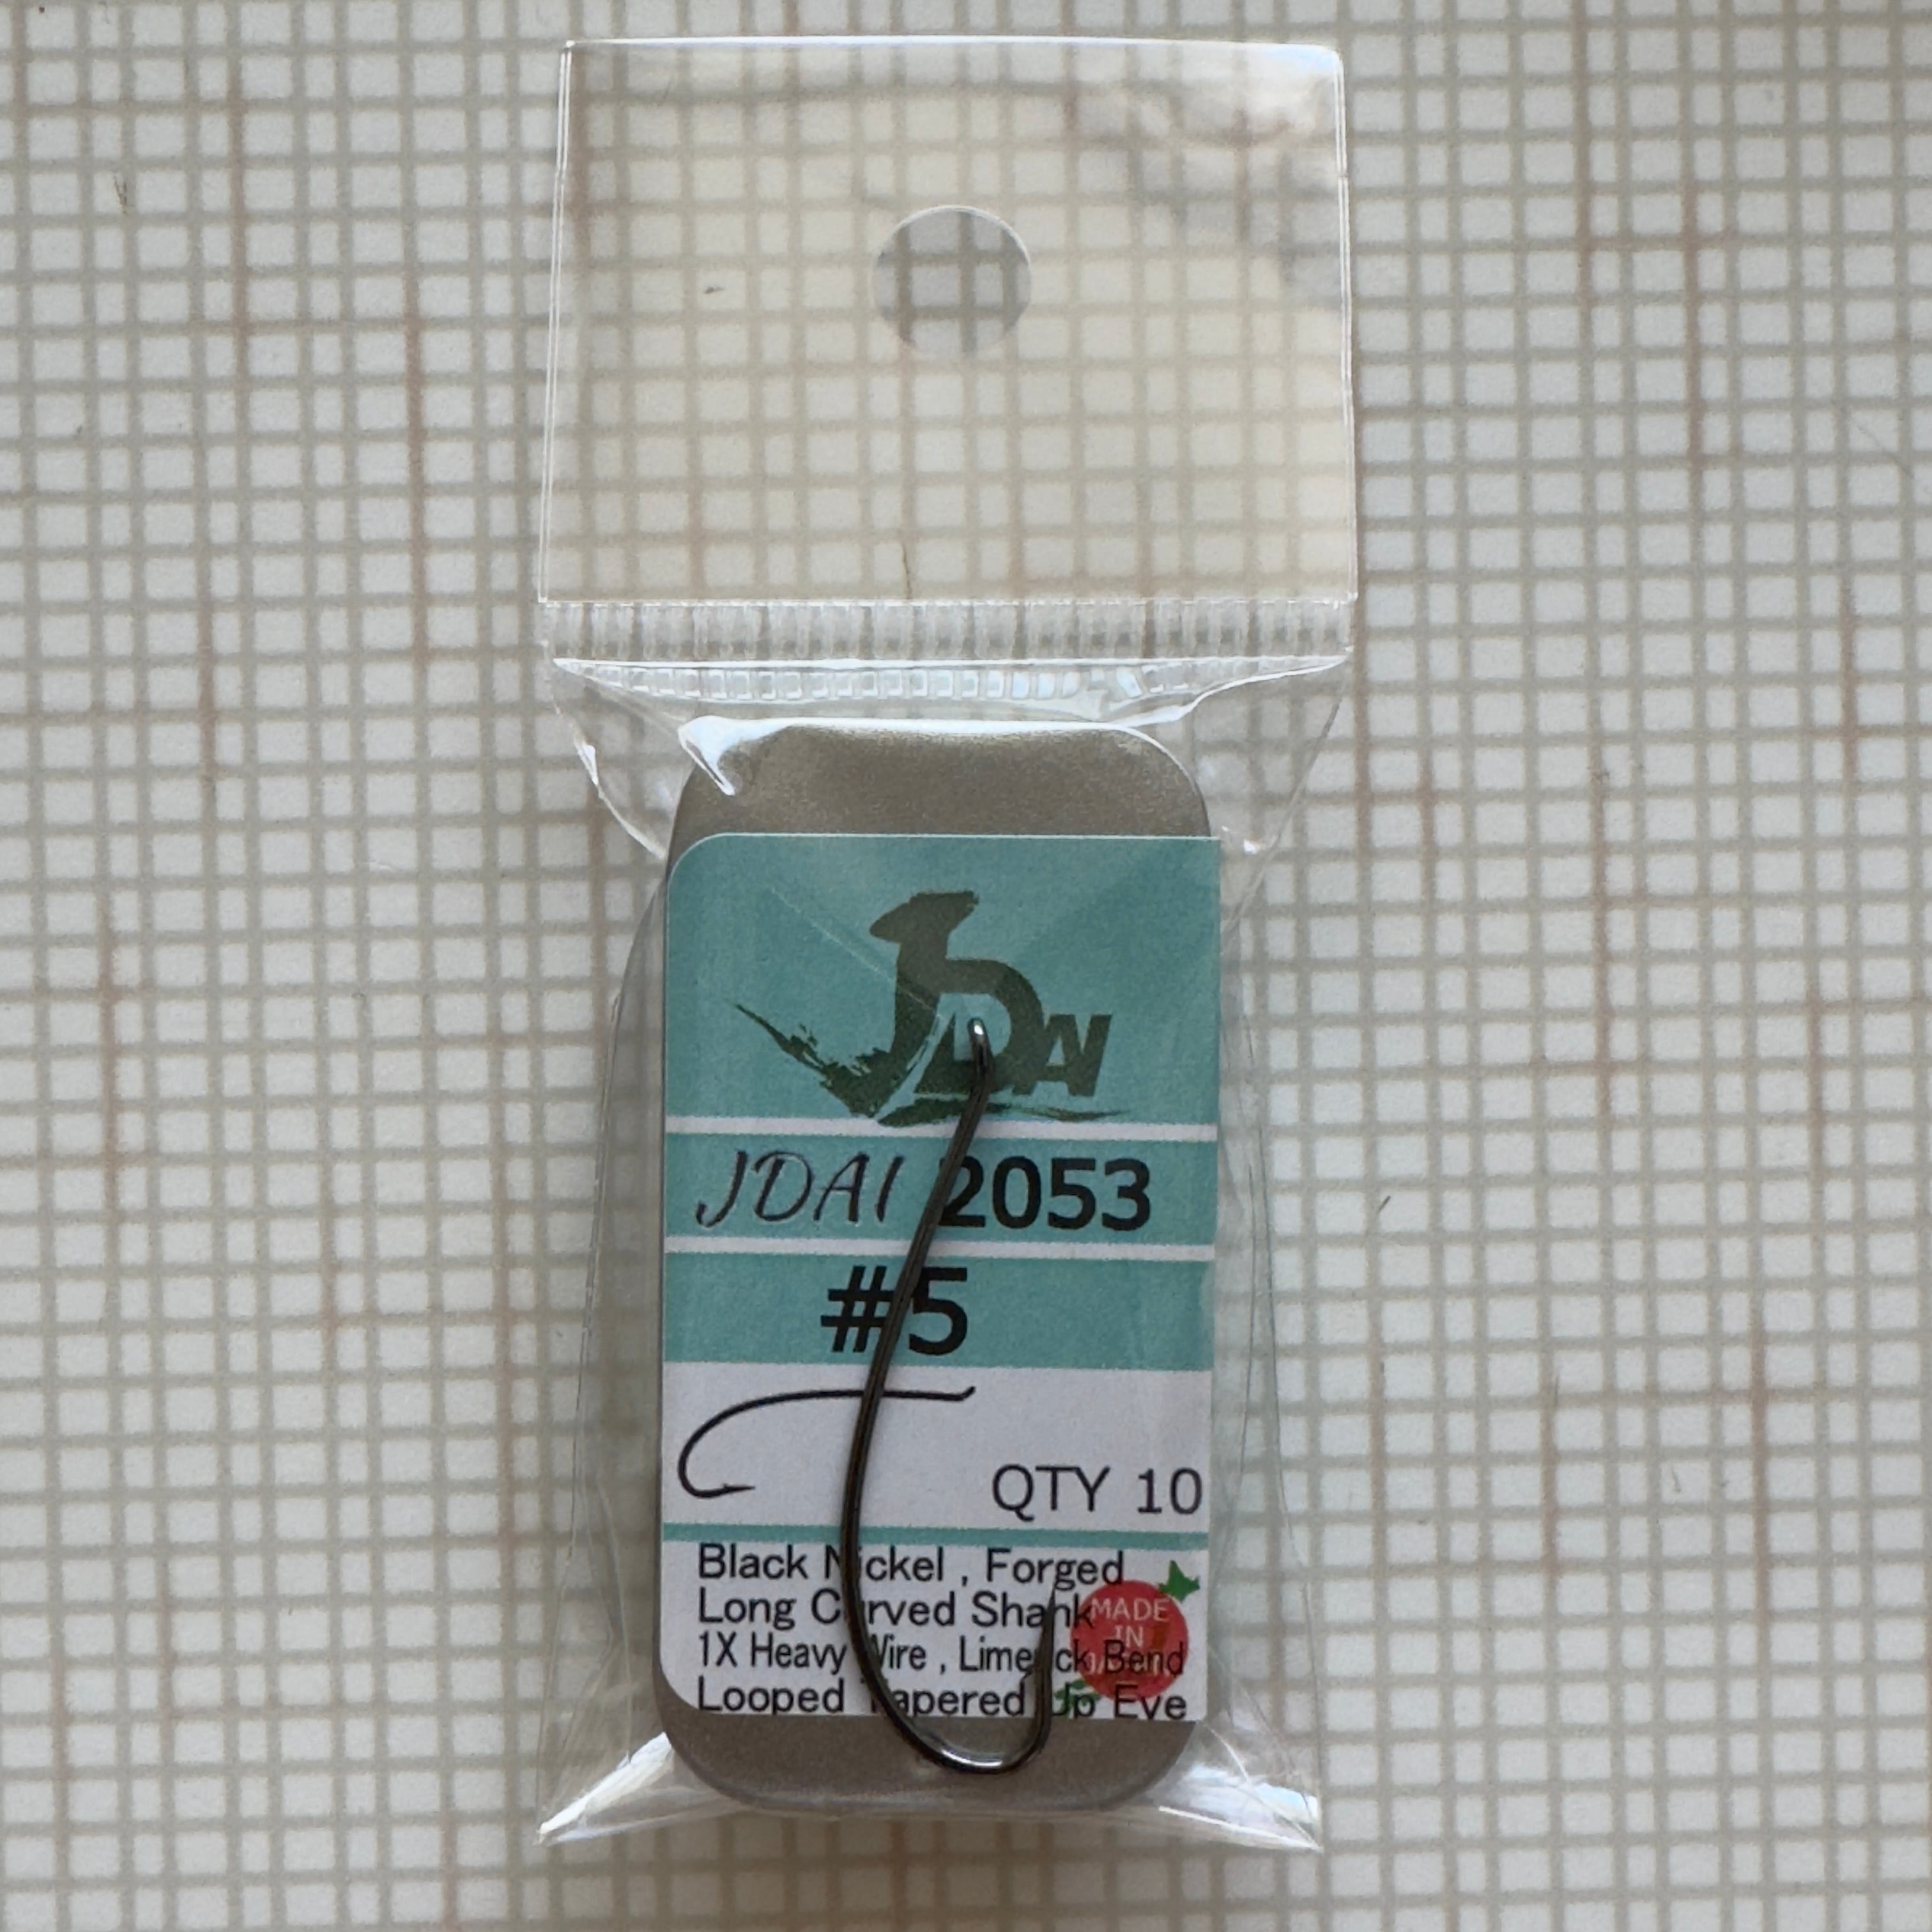 JDAI
JDAI 2053
#5
QTY 10
Black Nickel , Forged
Long Curved Shank
1X Heavy Wire , Limerick Bend
Looped Tapered Up Eye
MADE
IN